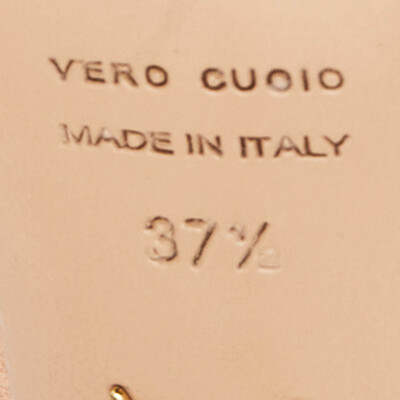 VERO CUOIO
MADE IN ITALY
37½